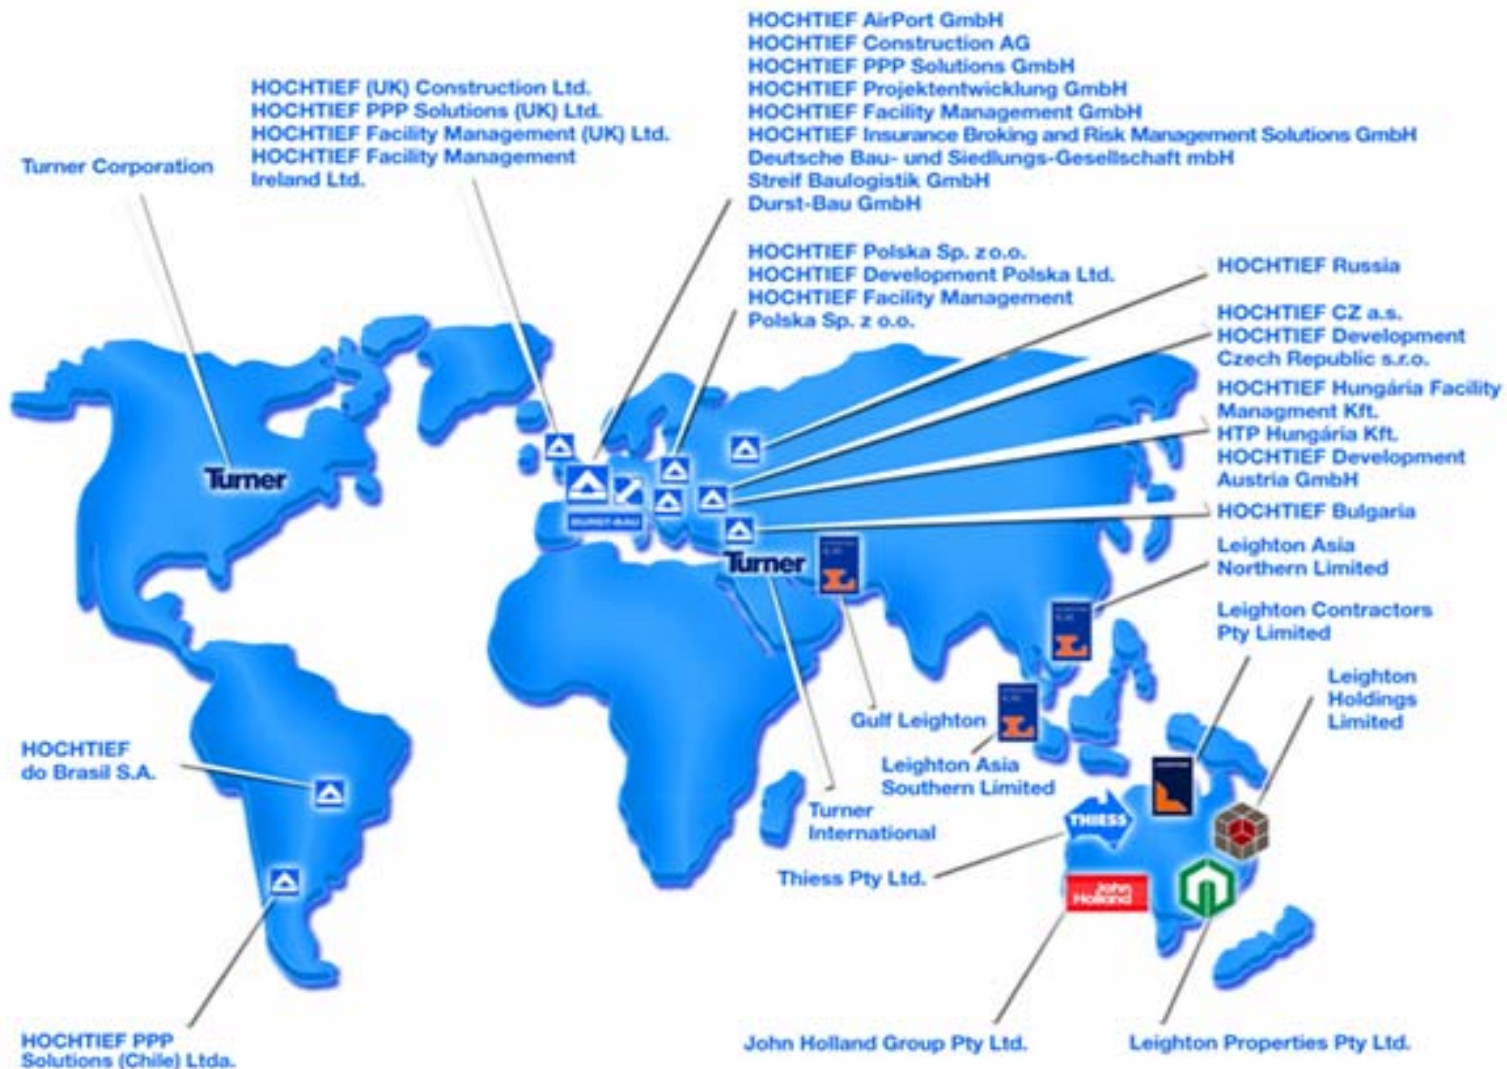 HOCHTIEF AirPort GmbH
HOCHTIEF Construction AG
HOCHTIEF PPP Solutions GmbH
HOCHTIEF Projektentwicklung GmbH
HOCHTIEF Facility Management GmbH
HOCHTIEF Insurance Broking and Risk Management Solutions GmbH
Deutsche Bau- und Siedlungs-Gesellschaft mbH
Streif Baulogistik GmbH
Durst-Bau GmbH
HOCHTIEF (UK) Construction Ltd.
HOCHTIEF PPP Solutions (UK) Ltd.
HOCHTIEF Facility Management (UK) Ltd.
HOCHTIEF Facility Management
Ireland Ltd.
Turner Corporation
HOCHTIEF Polska Sp. zo.o.
HOCHTIEF Development Polska Ltd.
HOCHTIEF Facility Management
Polska Sp. z o.o.
HOCHTIEF Russia
HOCHTIEF CZ a.s.
HOCHTIEF Development
Czech Republic s.r.o.
HOCHTIEF Hungária Facility
Managment Kft.
HTP Hungária Kft.
HOCHTIEF Development
Austria GmbH
HOCHTIEF Bulgaria
Turner
DURST-BAU
Turner
Leighton Asia
Northern Limited
Leighton Contractors
Pty Limited
Leighton
Holdings
Limited
Gulf Leighton
Leighton Asia
Southern Limited
HOCHTIEF
do Brasil S.A.
Turner
International
THIESS
Thiess Pty Ltd.
John
Holland
HOCHTIEF PPP
Solutions (Chile) Ltda.
John Holland Group Pty Ltd.
Leighton Properties Pty Ltd.